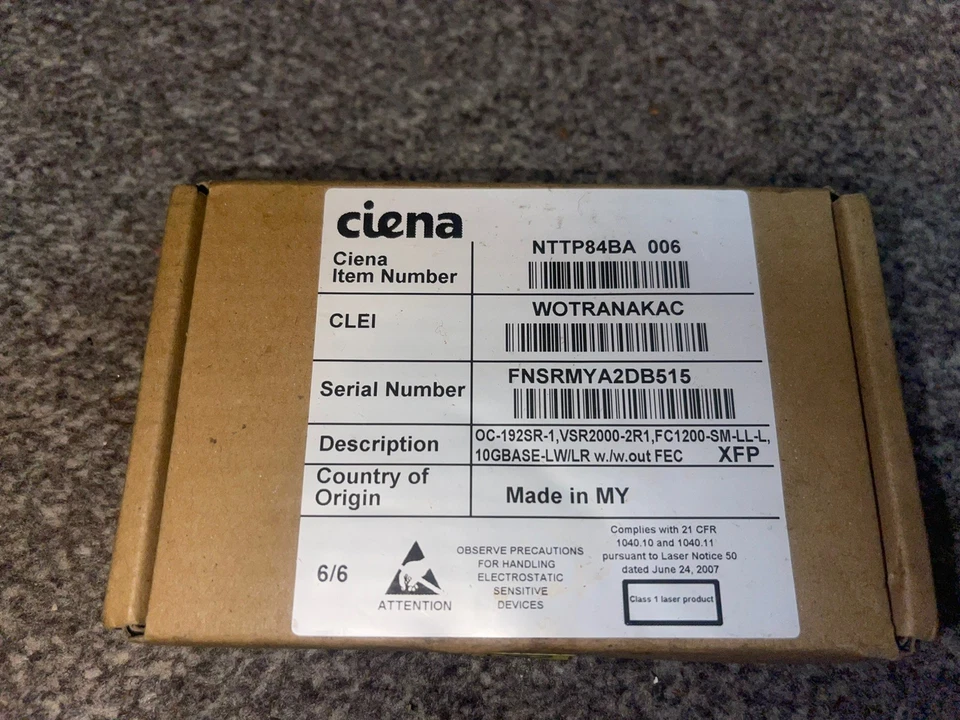 ciena
Ciena
Item Number
NTTP84BA 006
CLEI
WOTRANAKAC
Serial Number
FNSRMYA2DB515
Description
OC-192SR-1,VSR2000-2R1,FC1200-SM-LL-L,
10GBASE-LW/LR w./w.out FEC XFP
Country of
Origin
Made in MY
6/6
ATTENTION
OBSERVE PRECAUTIONS
FOR HANDLING
ELECTROSTATIC
SENSITIVE
DEVICES
Complies with 21 CFR
1040.10 and 1040.11
pursuant to Laser Notice 50
dated June 24, 2007
Class 1 laser product